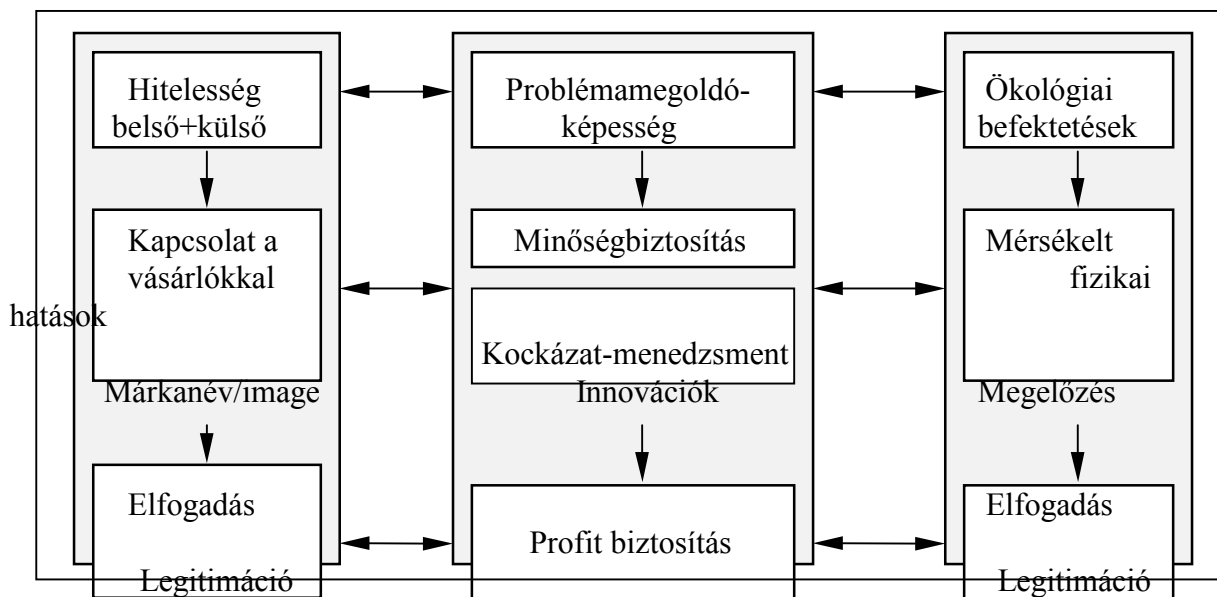 Hitelesség
belső+külső
Kapcsolat a
vásárlókkal
hatások
Márkanév/image
Elfogadás
Legitimáció
Problémamegoldó-
képesség
Minőségbiztosítás
Kockázat-menedzsment
Innovációk
Profit biztosítás
Ökológiai
befektetések
Mérsékelt
fizikai
Megelőzés
Elfogadás
Legitimáció